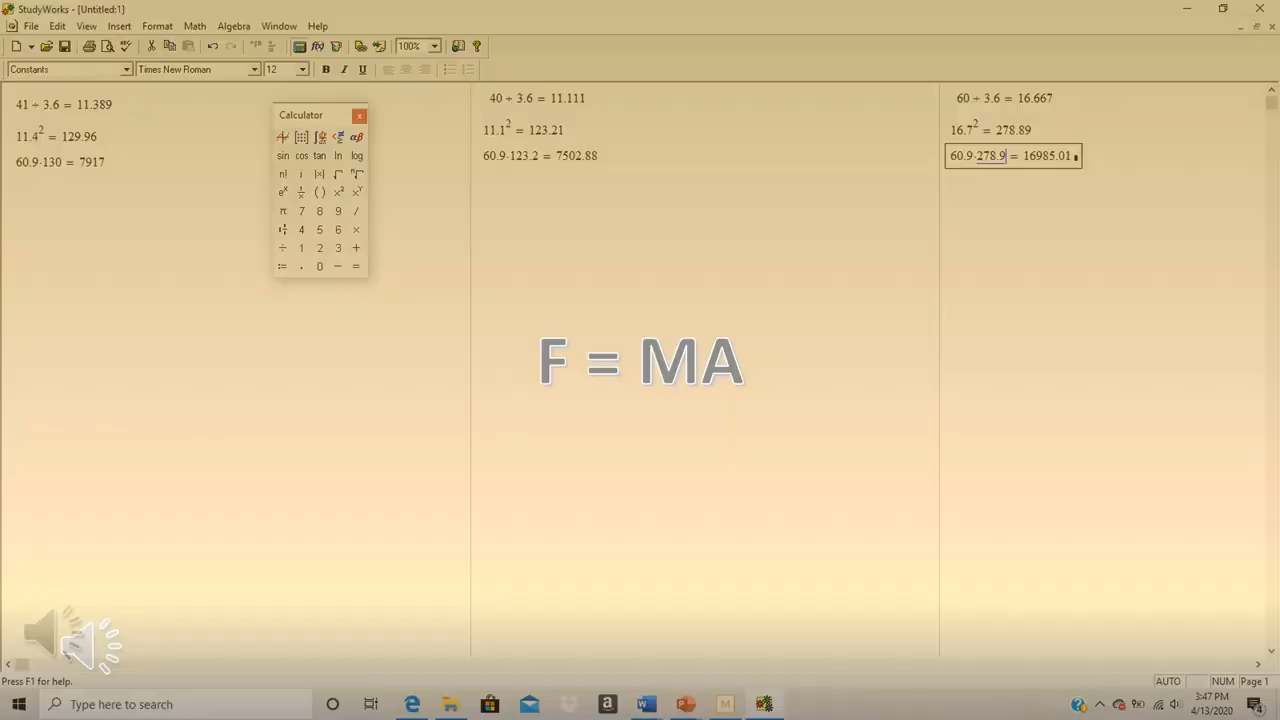 StudyWorks - [Untitled:1]
File Edit View Insert Format Math Algebra Window Help
100%
Constants Times New Roman 12 B I U
41 ÷ 3.6 = 11.389
11.4² = 129.96
60.9·130 = 7917
Calculator x
sin cos tan ln log
n! i |×| √ ⁿ√
eˣ 1/x ( ) x² xʸ
π 7 8 9 /
4 5 6 ×
÷ 1 2 3 +
:= . 0 − =
40 ÷ 3.6 = 11.111
11.1² = 123.21
60.9·123.2 = 7502.88
60 ÷ 3.6 = 16.667
16.7² = 278.89
60.9·278.9 = 16985.01
F = MA
Press F1 for help.
AUTO NUM Page 1
Type here to search
3:47 PM
4/13/2020